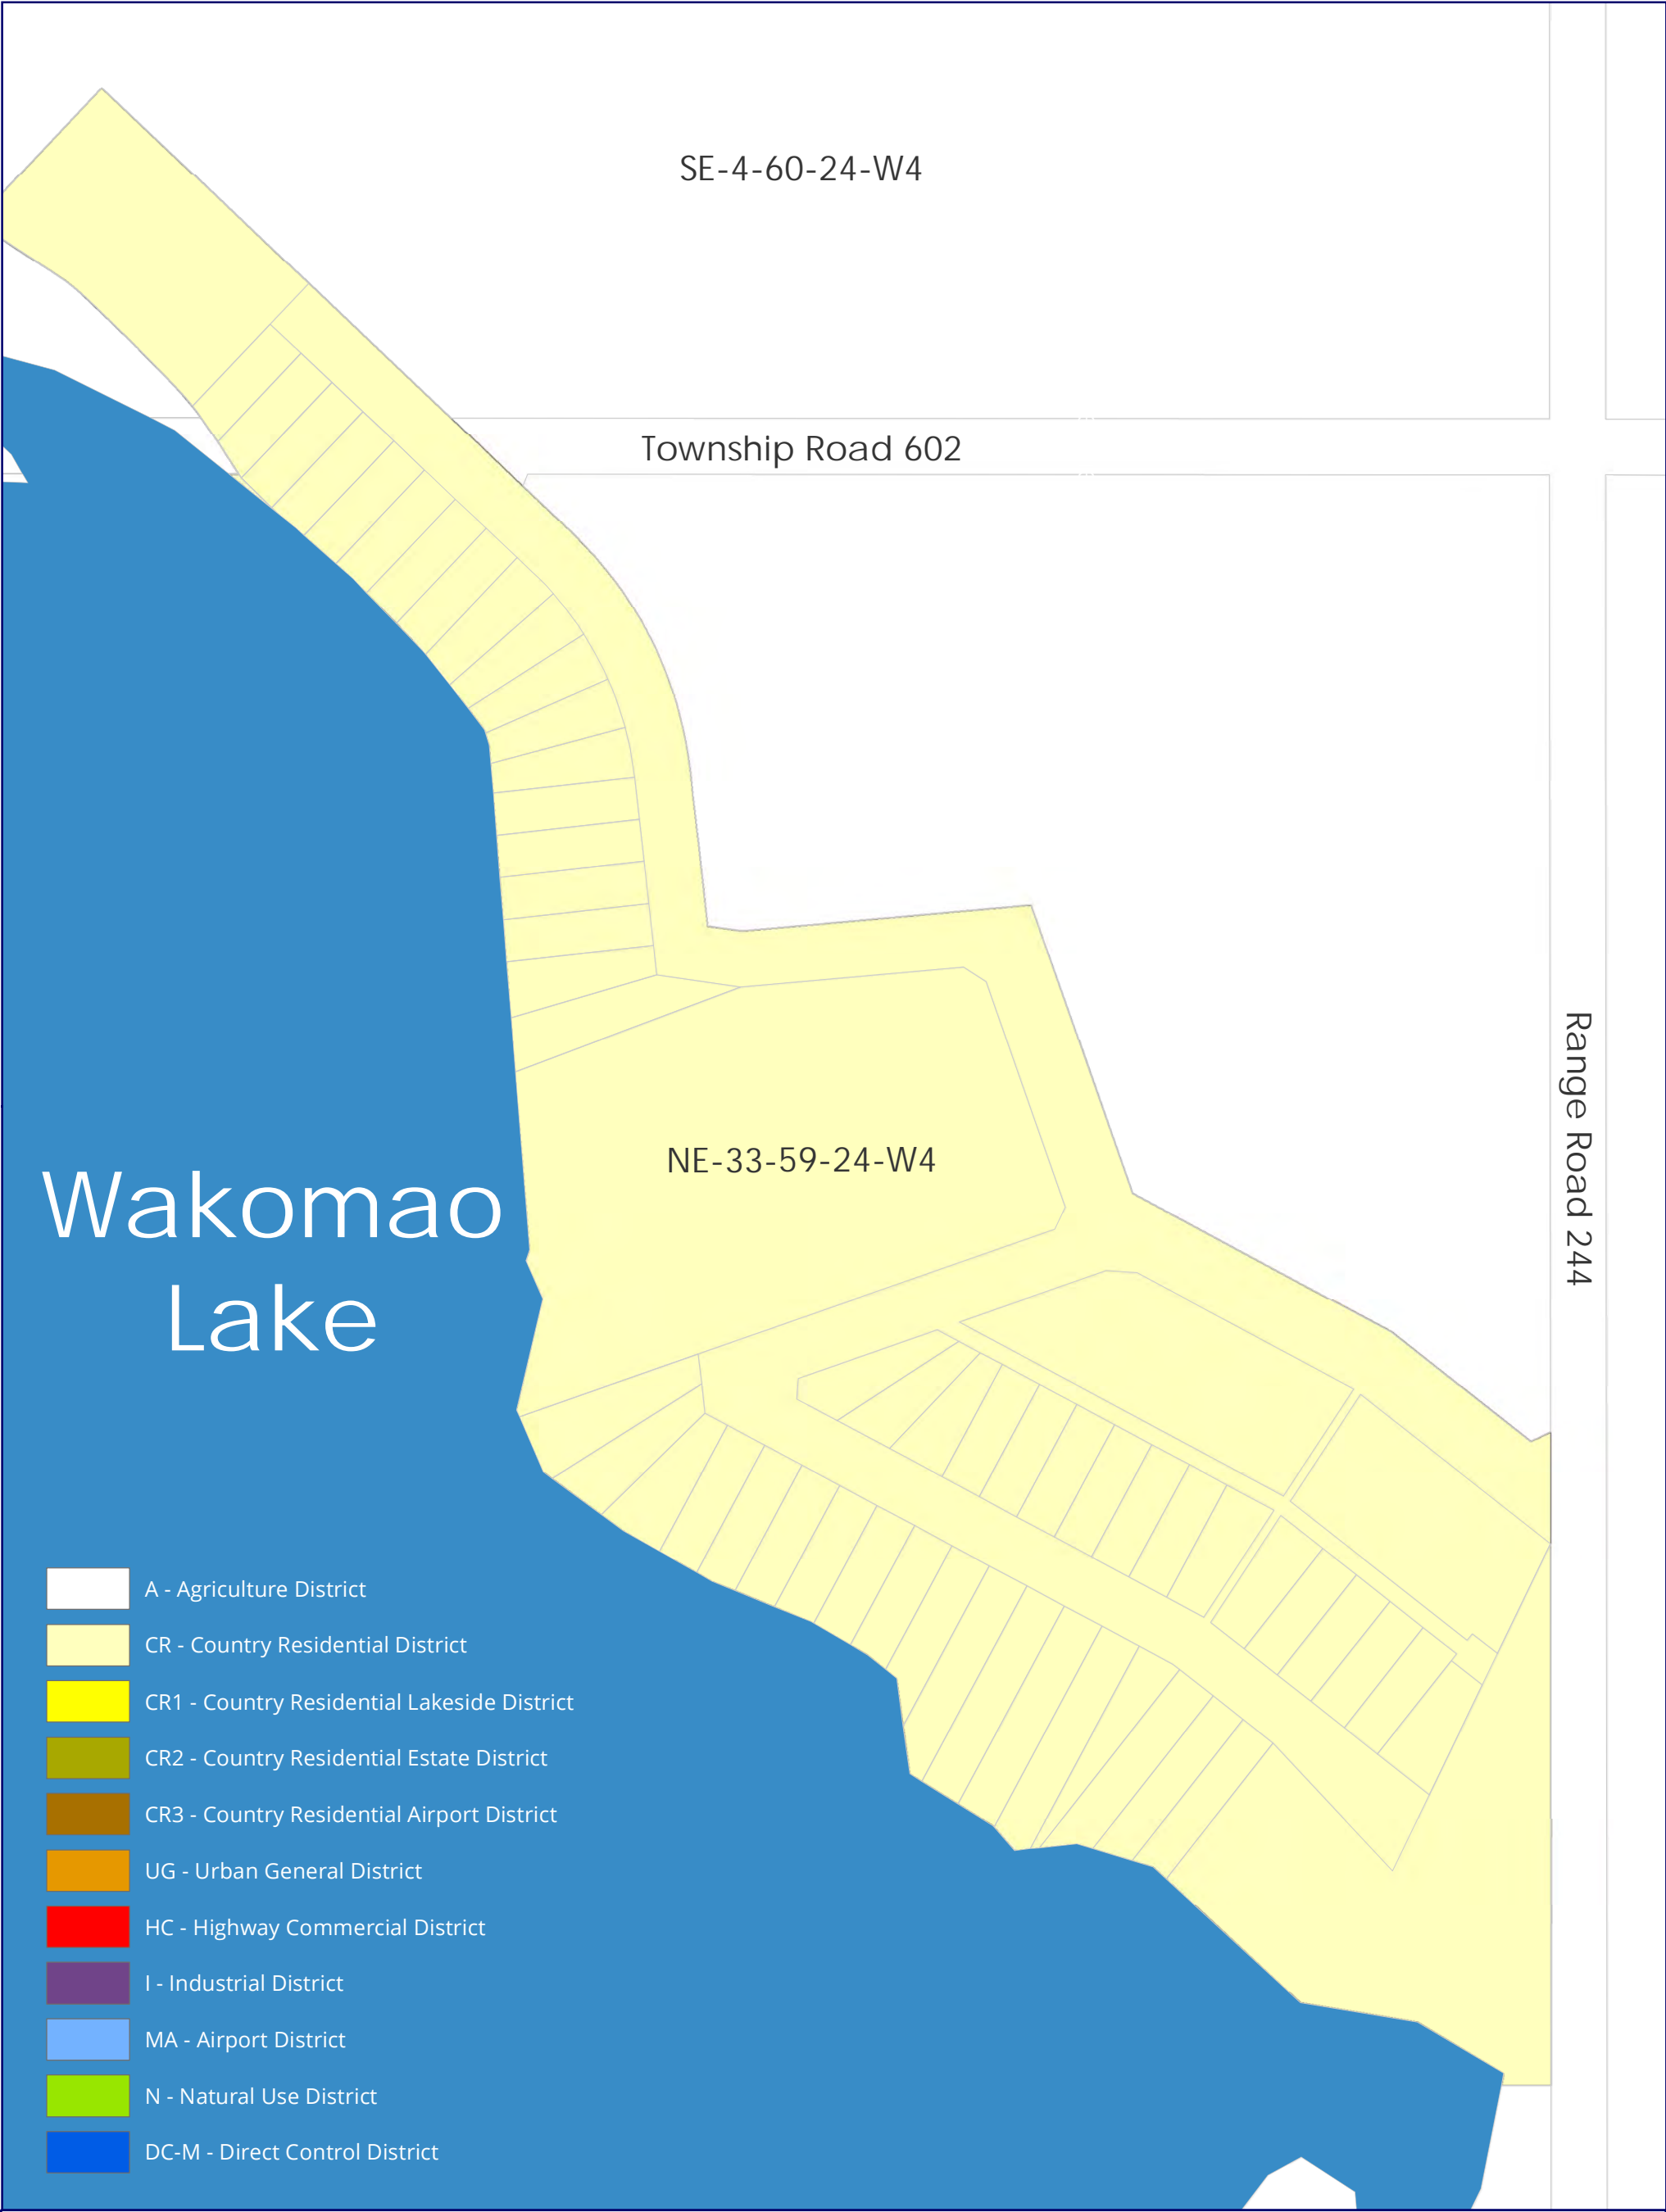 SE-4-60-24-W4
Township Road 602
Range Road 244
NE-33-59-24-W4
Wakomao
Lake
A - Agriculture District
CR - Country Residential District
CR1 - Country Residential Lakeside District
CR2 - Country Residential Estate District
CR3 - Country Residential Airport District
UG - Urban General District
HC - Highway Commercial District
I - Industrial District
MA - Airport District
N - Natural Use District
DC-M - Direct Control District